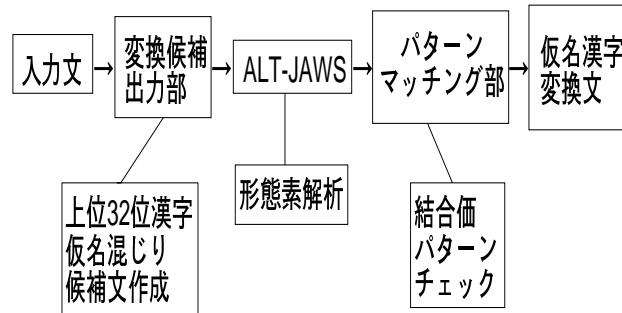 入力文
変換候補
出力部
ALT-JAWS
パターン
マッチング部
仮名漢字
変換文
上位32位漢字
仮名混じり
候補文作成
形態素解析
結合価
パターン
チェック